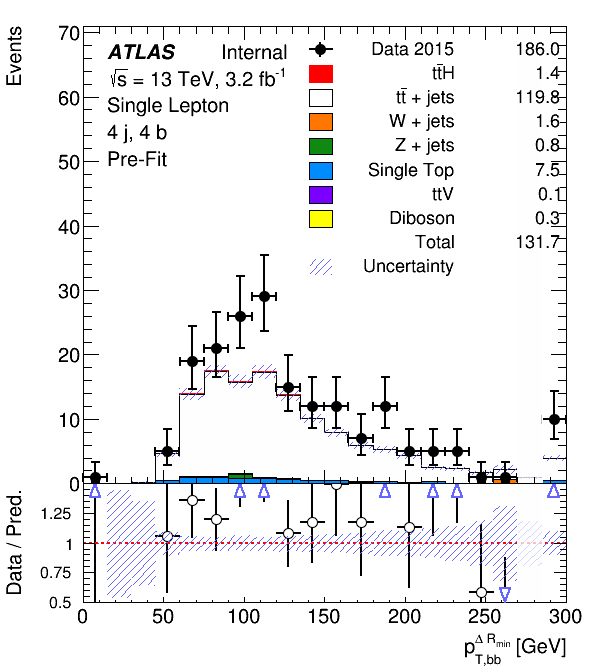 Events
ATLAS Internal
√s = 13 TeV, 3.2 fb⁻¹
Single Lepton
4 j, 4 b
Pre-Fit
Data 2015 186.0
tt̄H 1.4
tt̄ + jets 119.8
W + jets 1.6
Z + jets 0.8
Single Top 7.5
ttV 0.1
Diboson 0.3
Total 131.7
Uncertainty
70
60
50
40
30
20
10
0
Data / Pred.
1.25
1
0.75
0.5
0 50 100 150 200 250 300
p_{T,bb}^{Δ R_{min}} [GeV]